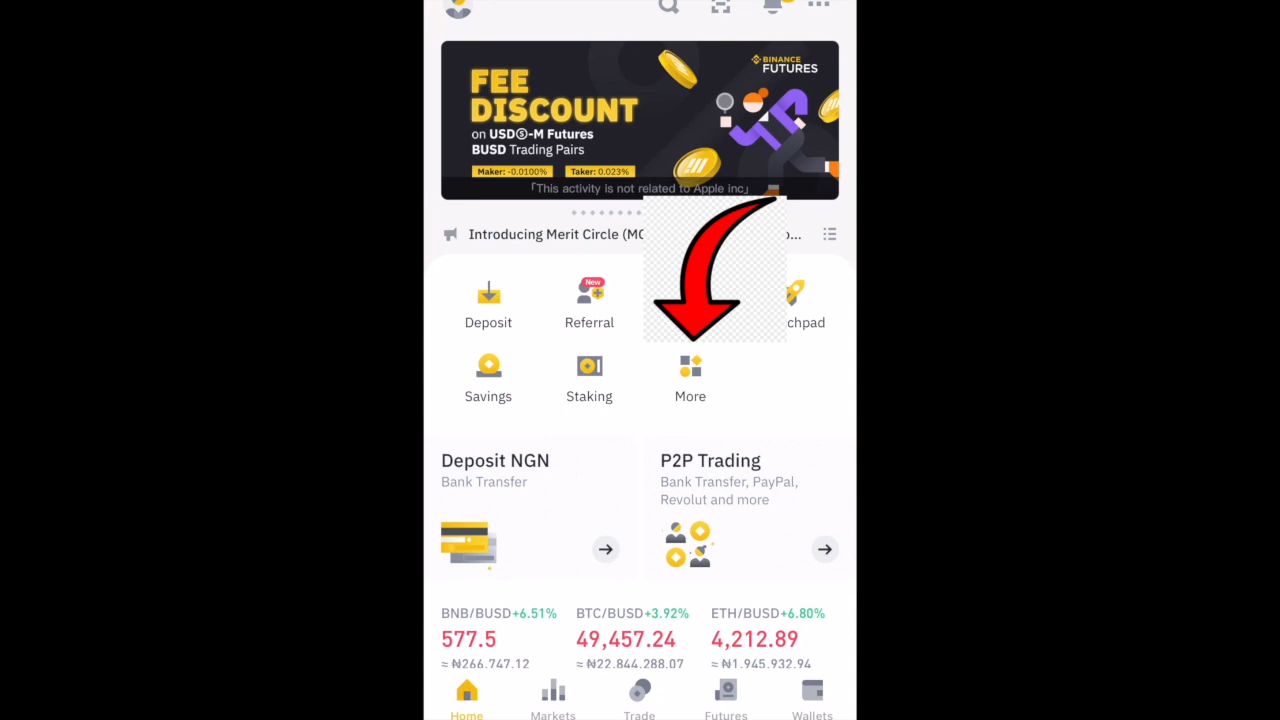 BINANCE
FUTURES
FEE
DISCOUNT
on USDⓈ-M Futures
BUSD Trading Pairs
Maker: -0.0100% Taker: 0.023%
「This activity is not related to Apple inc」
Introducing Merit Circle (MC o...
Deposit
New
Referral
chpad
Savings
Staking
More
Deposit NGN
Bank Transfer
P2P Trading
Bank Transfer, PayPal,
Revolut and more
BNB/BUSD+6.51% BTC/BUSD+3.92% ETH/BUSD+6.80%
577.5 49,457.24 4,212.89
≈ ₦266,747.12 ≈ ₦22,844,288.07 ≈ ₦1,945,932.94
Home Markets Trade Futures Wallets